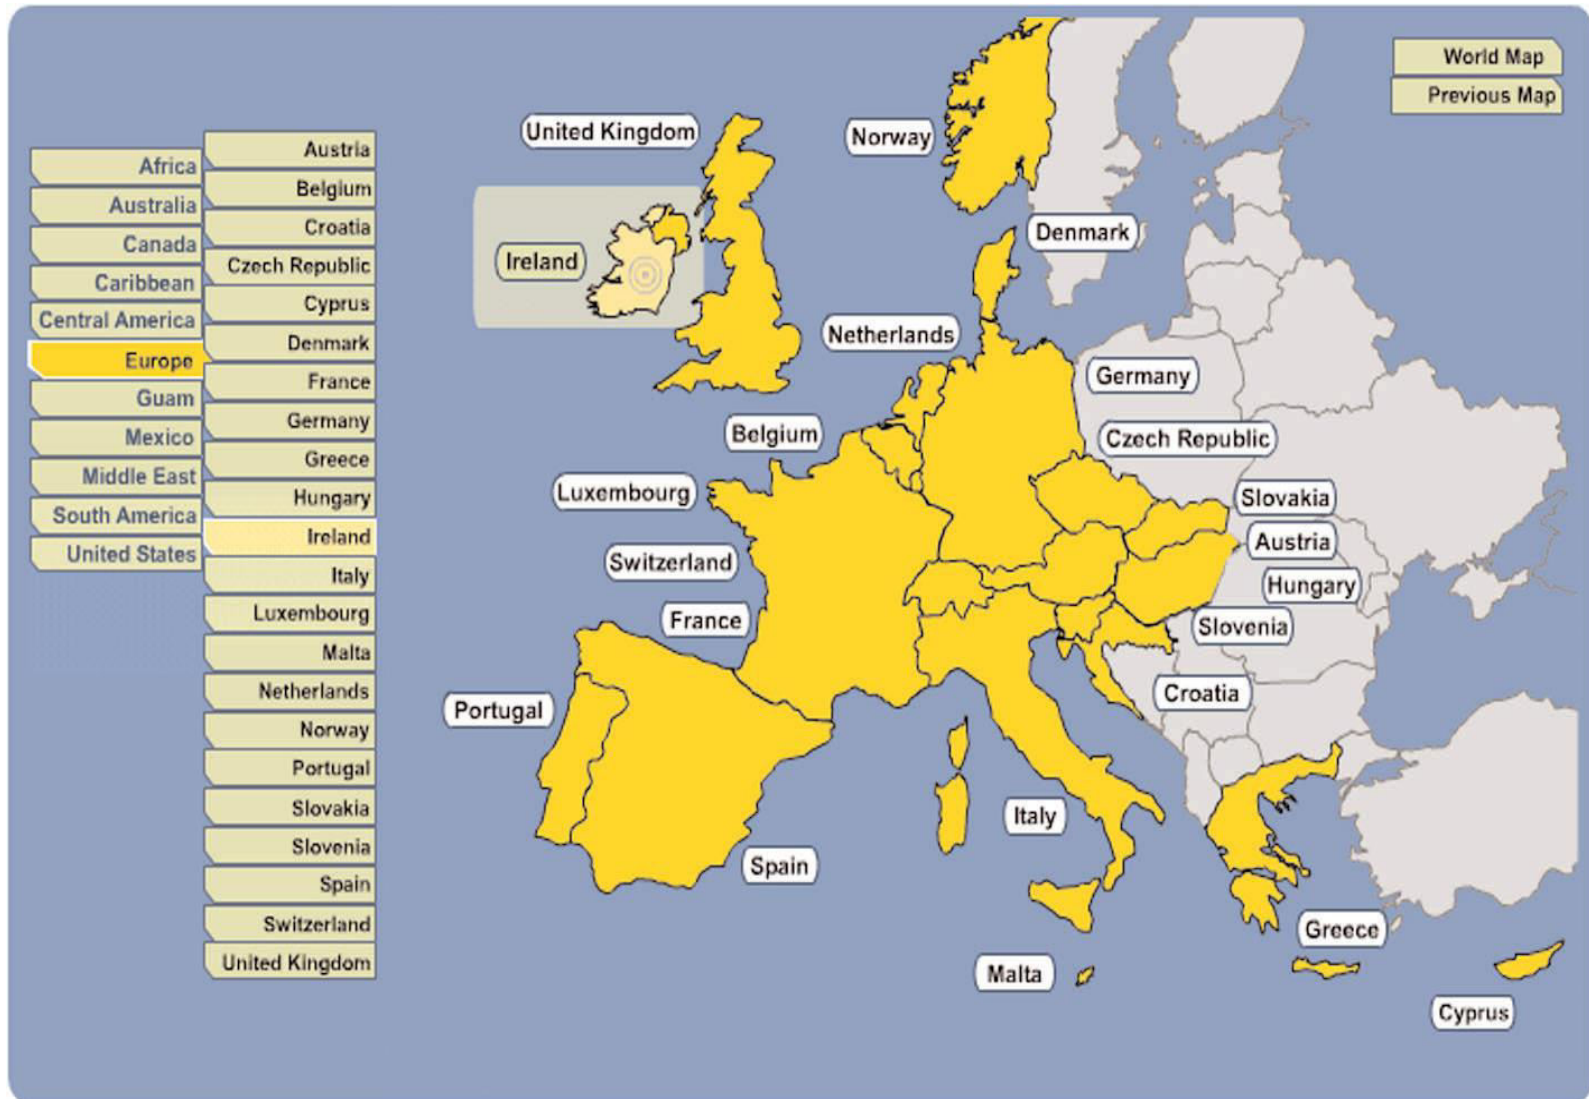 Africa
Australia
Canada
Caribbean
Central America
Europe
Guam
Mexico
Middle East
South America
United States
Austria
Belgium
Croatia
Czech Republic
Cyprus
Denmark
France
Germany
Greece
Hungary
Ireland
Italy
Luxembourg
Malta
Netherlands
Norway
Portugal
Slovakia
Slovenia
Spain
Switzerland
United Kingdom
World Map
Previous Map
United Kingdom
Norway
Denmark
Ireland
Netherlands
Germany
Belgium
Czech Republic
Luxembourg
Slovakia
Austria
Switzerland
Hungary
France
Slovenia
Croatia
Portugal
Italy
Spain
Greece
Malta
Cyprus